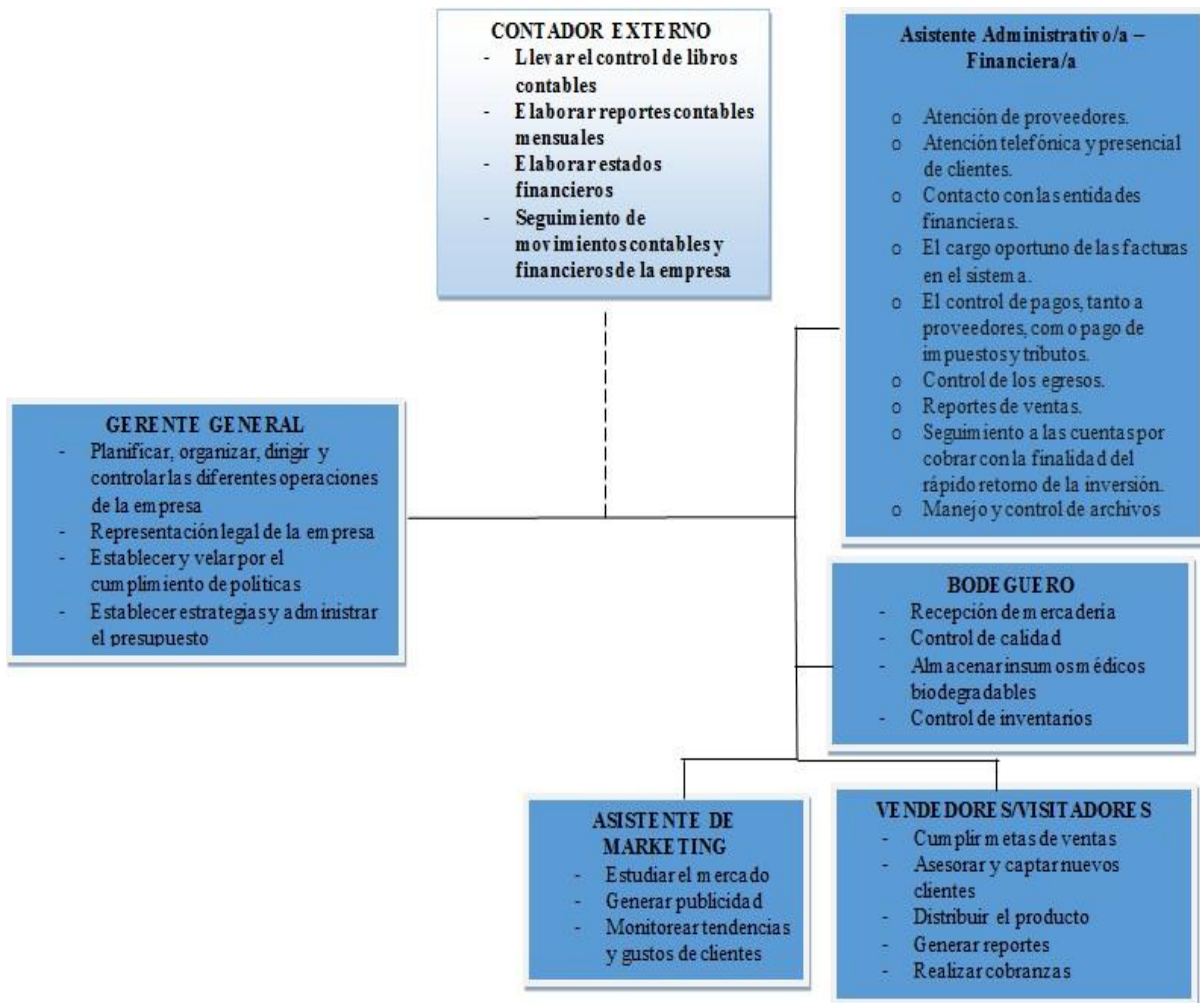 CONTADOR EXTERNO
- Llevar el control de libros
contables
- Elaborar reportes contables
mensuales
- Elaborar estados
financieros
- Seguimiento de
movimientos contables y
financieros de la empresa
Asistente Administrativo/a –
Financiera/a
o Atención de proveedores.
o Atención telefónica y presencial
de clientes.
o Contacto con las entidades
financieras.
o El cargo oportuno de las facturas
en el sistema.
o El control de pagos, tanto a
proveedores, como pago de
impuestos y tributos.
o Control de los egresos.
o Reportes de ventas.
o Seguimiento a las cuentas por
cobrar con la finalidad del
rápido retorno de la inversión.
o Manejo y control de archivos
GERENTE GENERAL
- Planificar, organizar, dirigir y
controlar las diferentes operaciones
de la empresa
- Representación legal de la empresa
- Establecer y velar por el
cumplimiento de políticas
- Establecer estrategias y administrar
el presupuesto
BODEGUERO
- Recepción de mercadería
- Control de calidad
- Almacenar insumos médicos
biodegradables
- Control de inventarios
ASISTENTE DE
MARKETING
- Estudiar el mercado
- Generar publicidad
- Monitorear tendencias
y gustos de clientes
VENDEDORES/VISITADORES
- Cumplir metas de ventas
- Asesorar y captar nuevos
clientes
- Distribuir el producto
- Generar reportes
- Realizar cobranzas